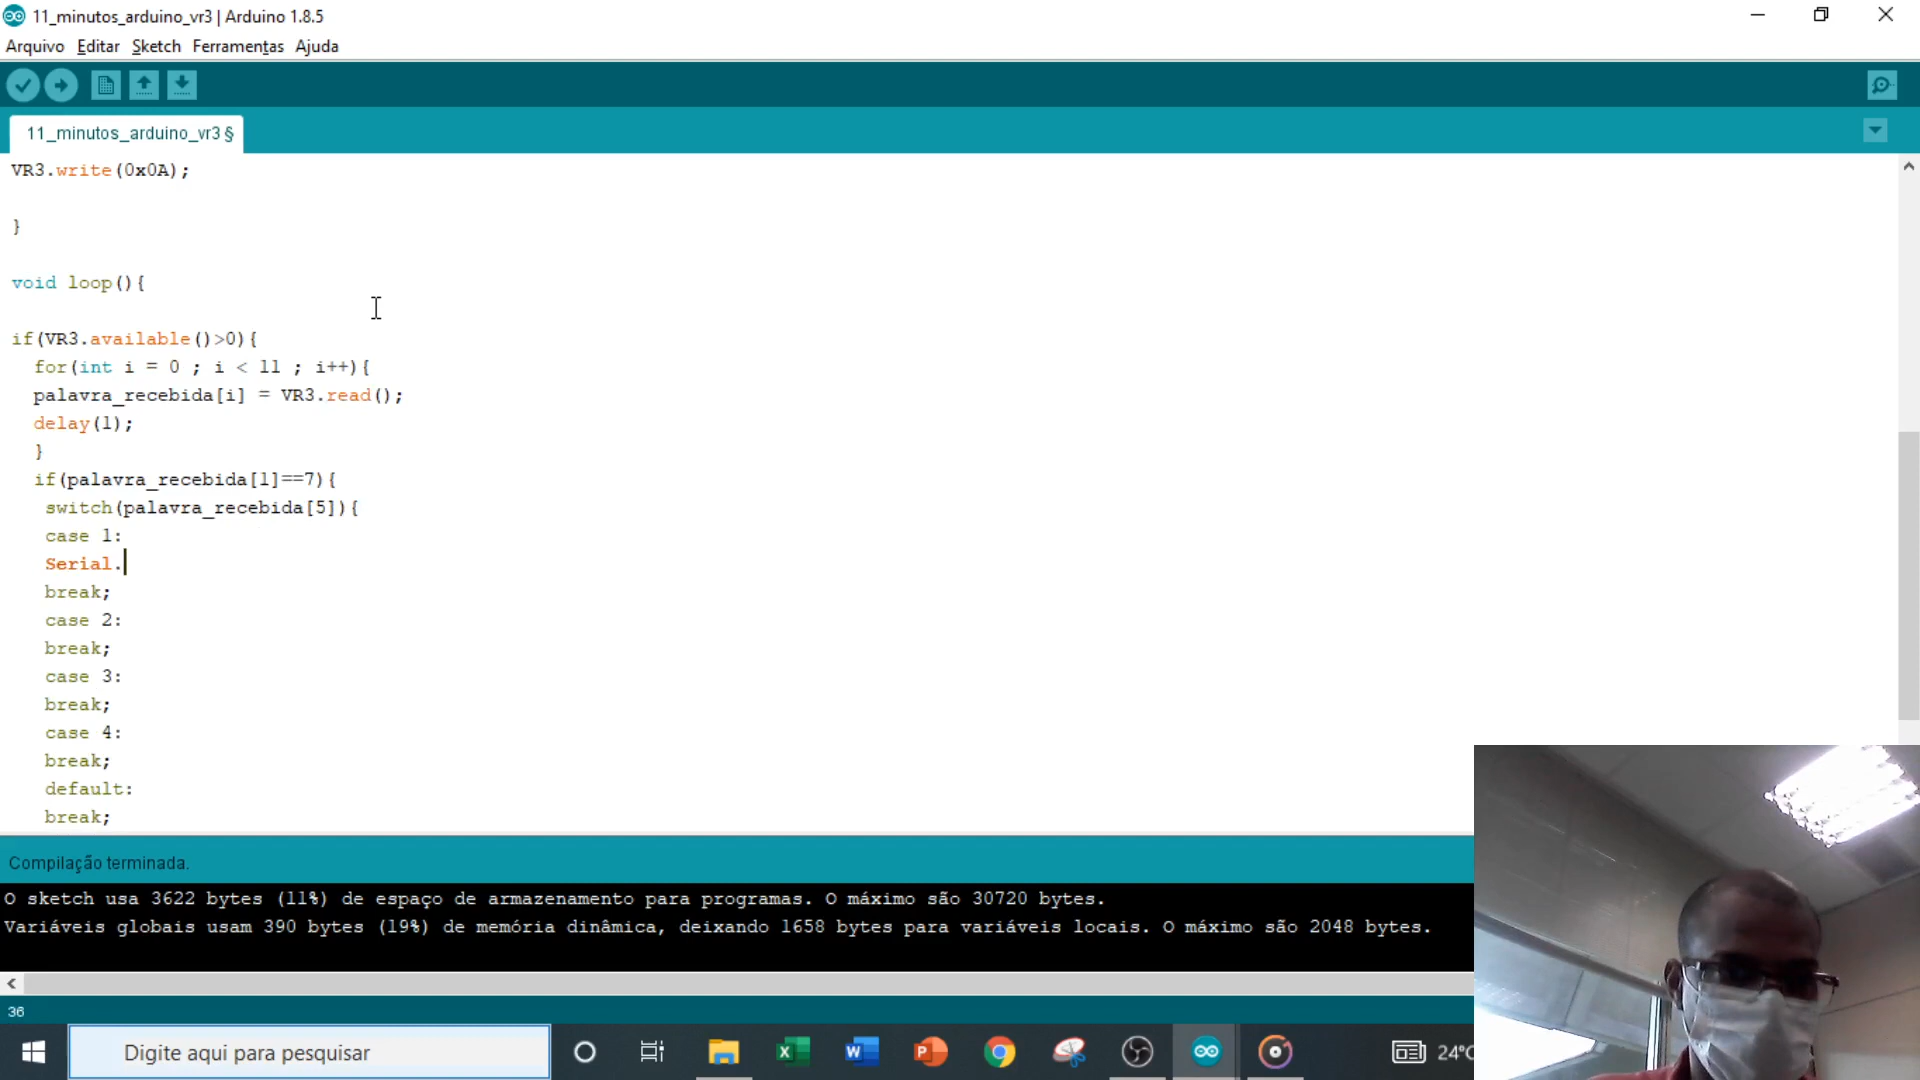 11_minutos_arduino_vr3 | Arduino 1.8.5
Arquivo Editar Sketch Ferramentas Ajuda
11_minutos_arduino_vr3 §
VR3.write(0x0A);
}
void loop(){
if(VR3.available()>0){
for(int i = 0 ; i < 11 ; i++){
palavra_recebida[i] = VR3.read();
delay(1);
}
if(palavra_recebida[1]==7){
switch(palavra_recebida[5]){
case 1:
Serial.
break;
case 2:
break;
case 3:
break;
case 4:
break;
default:
break;
Compilação terminada.
O sketch usa 3622 bytes (11%) de espaço de armazenamento para programas. O máximo são 30720 bytes.
Variáveis globais usam 390 bytes (19%) de memória dinâmica, deixando 1658 bytes para variáveis locais. O máximo são 2048 bytes.
36
Digite aqui para pesquisar
24°C